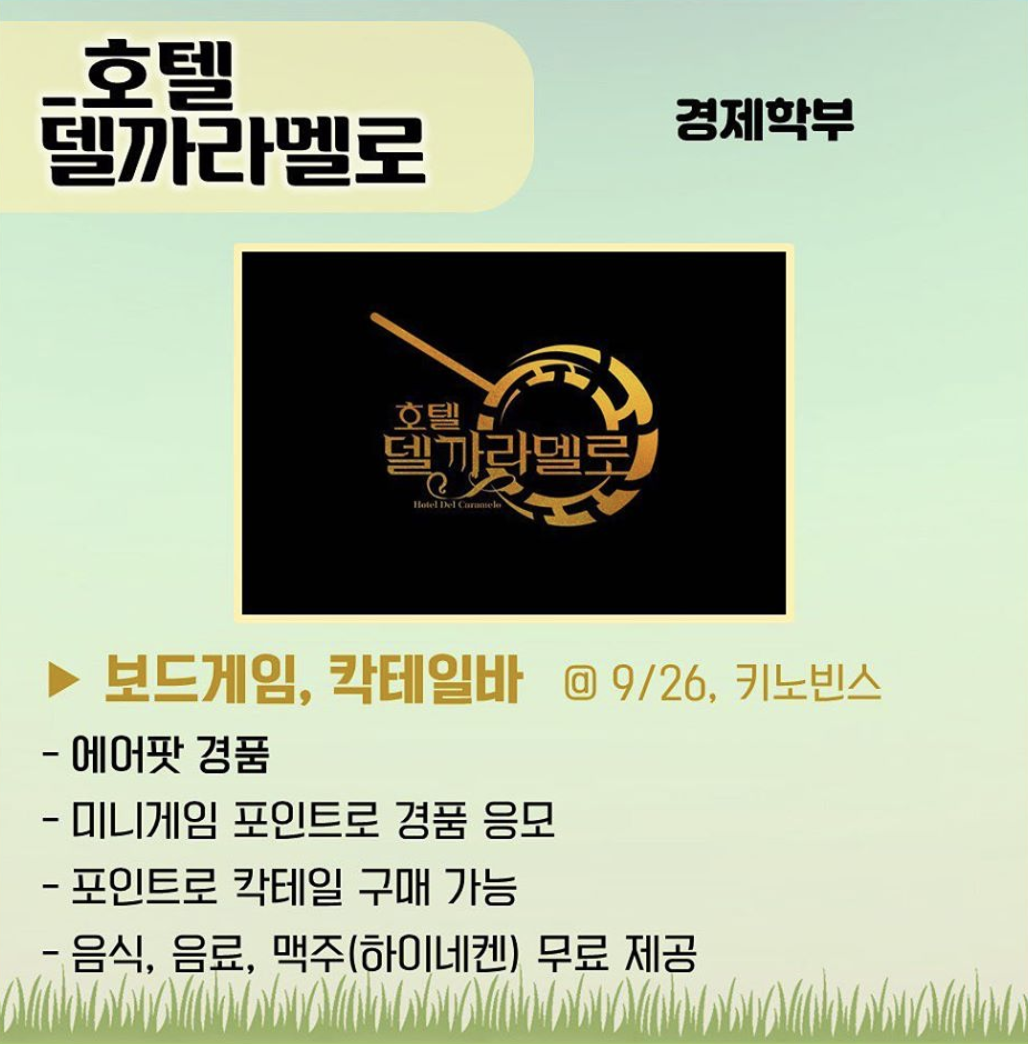 호텔
델까라멜로
경제학부
호텔
델까라멜로
Hotel Del Caramelo
▶ 보드게임, 칵테일바 @ 9/26, 키노빈스
- 에어팟 경품
- 미니게임 포인트로 경품 응모
- 포인트로 칵테일 구매 가능
- 음식, 음료, 맥주(하이네켄) 무료 제공